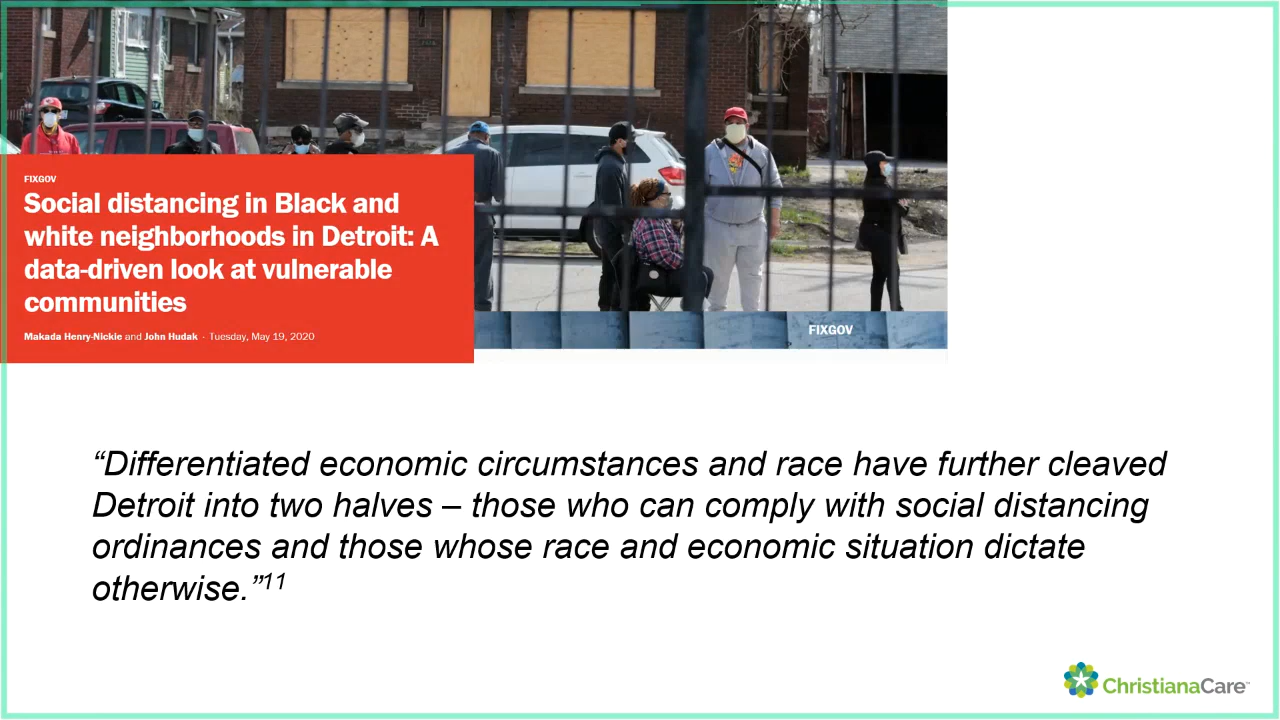 FIXGOV
Social distancing in Black and
white neighborhoods in Detroit: A
data-driven look at vulnerable
communities
Makada Henry-Nickie and John Hudak · Tuesday, May 19, 2020
FIXGOV
“Differentiated economic circumstances and race have further cleaved
Detroit into two halves – those who can comply with social distancing
ordinances and those whose race and economic situation dictate
otherwise.”11
ChristianaCare™